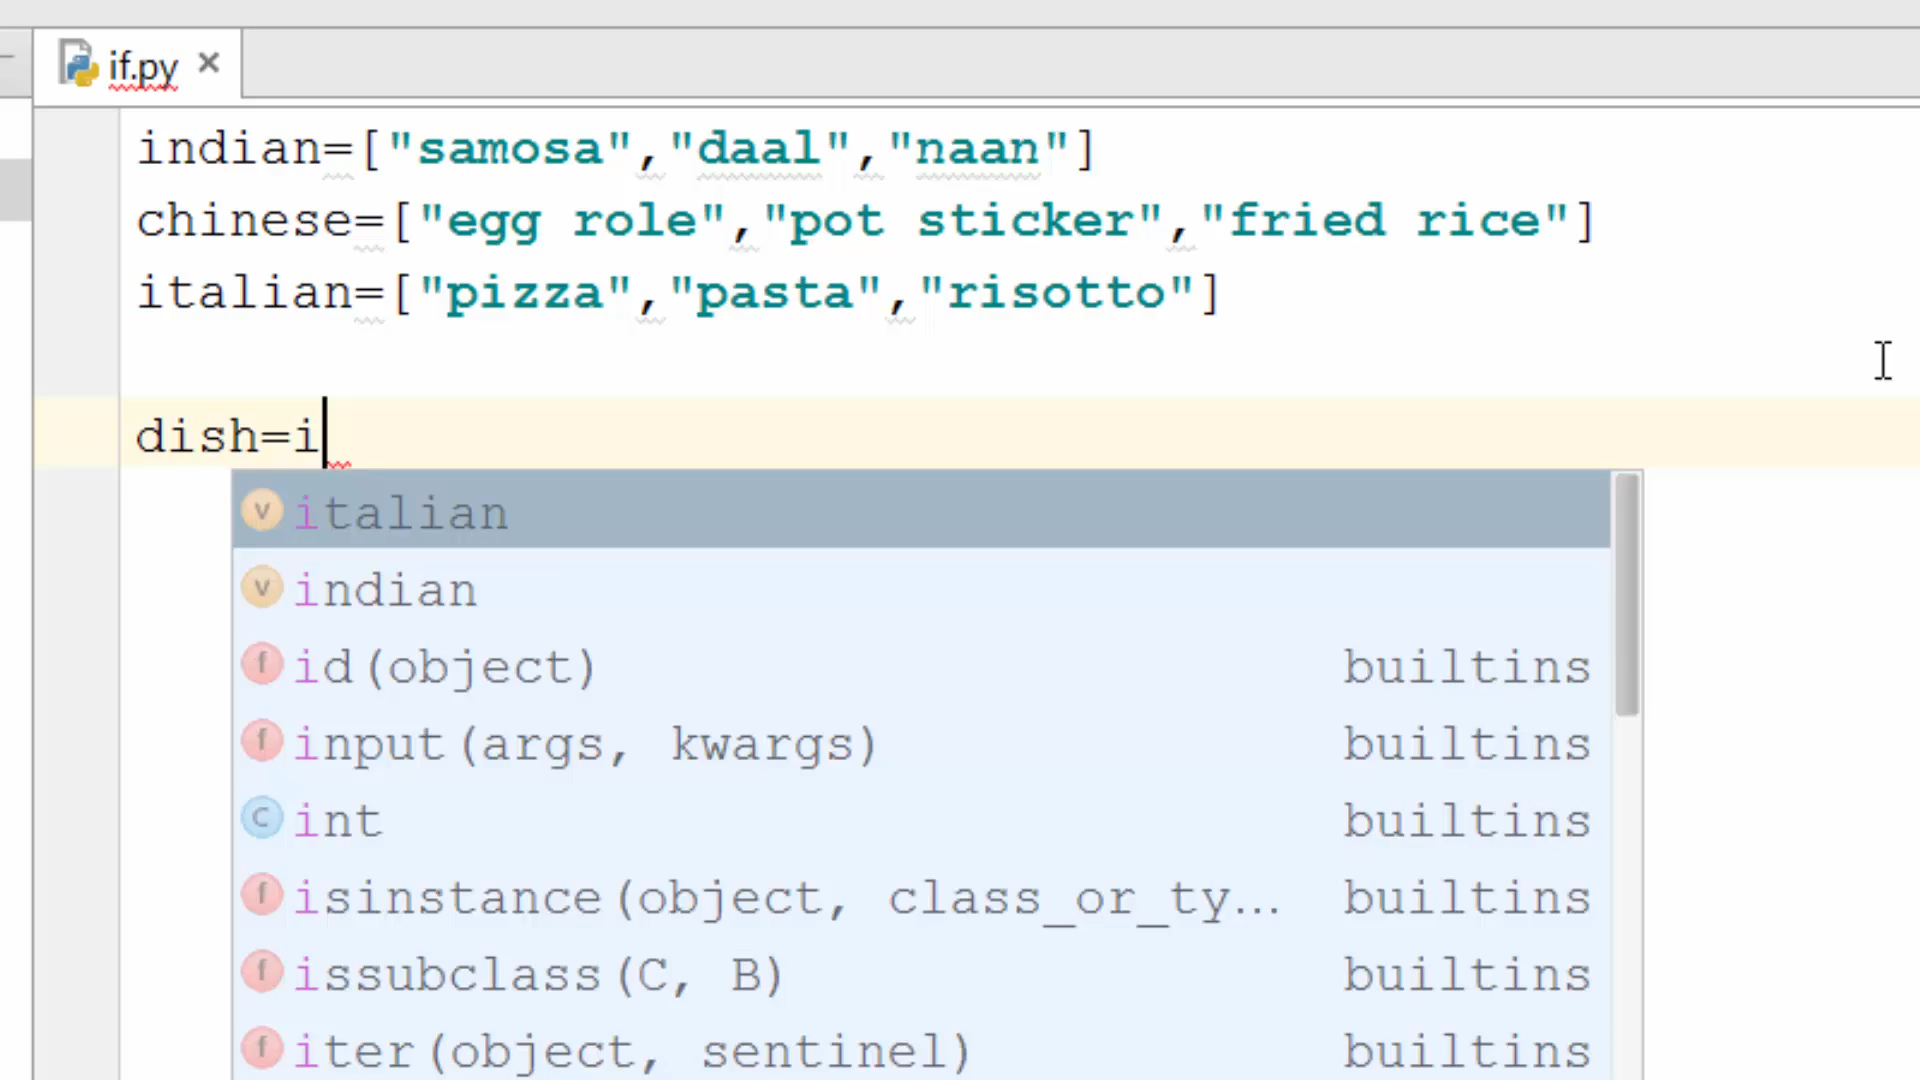 if.py
indian=["samosa","daal","naan"]
chinese=["egg role","pot sticker","fried rice"]
italian=["pizza","pasta","risotto"]
dish=i
v italian
v indian
f id(object) builtins
f input(args, kwargs) builtins
C int builtins
f isinstance(object, class_or_ty... builtins
f issubclass(C, B) builtins
f iter(object, sentinel) builtins